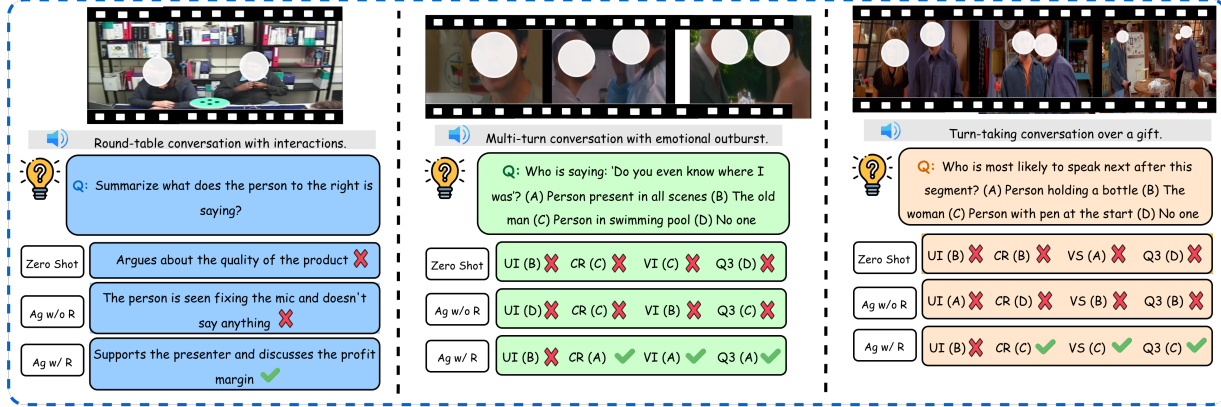 Round-table conversation with interactions.
Q: Summarize what does the person to the right is
saying?
Zero Shot
Argues about the quality of the product ❌
Ag w/o R
The person is seen fixing the mic and doesn't
say anything ❌
Ag w/ R
Supports the presenter and discusses the profit
margin ✔
Multi-turn conversation with emotional outburst.
Q: Who is saying: 'Do you even know where I
was'? (A) Person present in all scenes (B) The old
man (C) Person in swimming pool (D) No one
Zero Shot
UI (B) ❌ CR (C) ❌ VI (C) ❌ Q3 (D) ❌
Ag w/o R
UI (D) ❌ CR (C) ❌ VI (B) ❌ Q3 (C) ❌
Ag w/ R
UI (B) ❌ CR (A) ✔ VI (A) ✔ Q3 (A) ✔
Turn-taking conversation over a gift.
Q: Who is most likely to speak next after this
segment? (A) Person holding a bottle (B) The
woman (C) Person with pen at the start (D) No one
Zero Shot
UI (B) ❌ CR (B) ❌ VS (A) ❌ Q3 (D) ❌
Ag w/o R
UI (A) ❌ CR (D) ❌ VS (B) ❌ Q3 (B) ❌
Ag w/ R
UI (B) ❌ CR (C) ✔ VS (C) ✔ Q3 (C) ✔